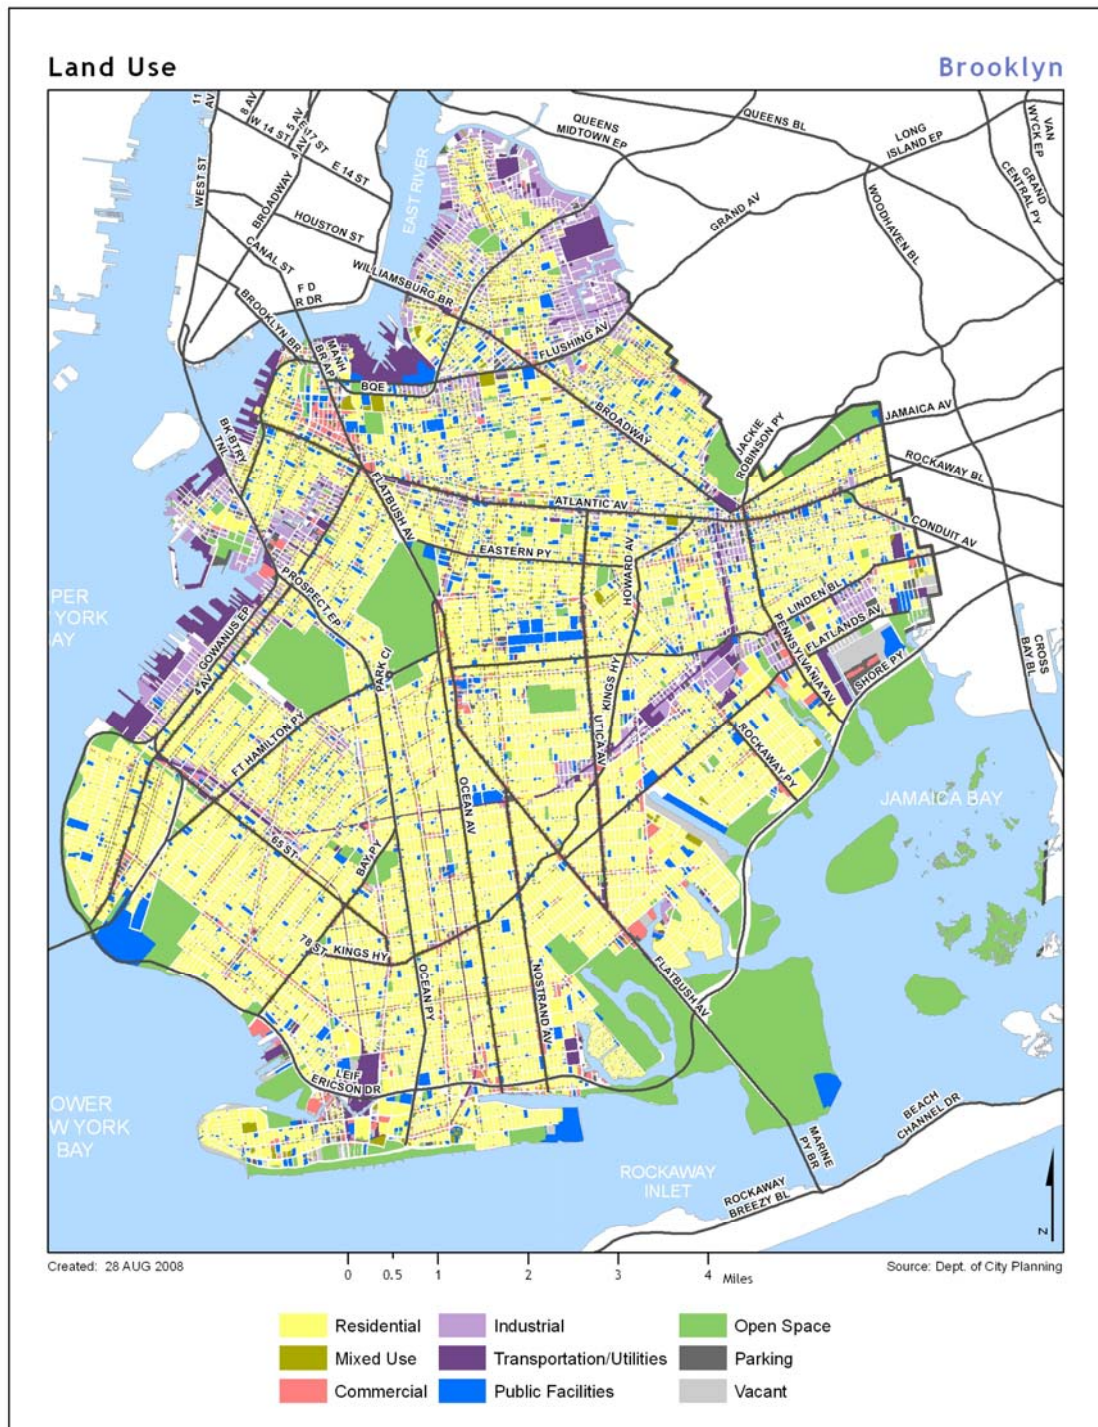 Land Use
Brooklyn
11
AV
8 AV
5 AV
W 14 ST
E 17 ST
4 AV
E 14 ST
WEST ST
BROADWAY
HOUSTON ST
CANAL ST
F D
R DR
EAST RIVER
QUEENS
MIDTOWN EP
QUEENS BL
LONG
ISLAND EP
VAN
WYCK EP
GRAND
CENTRAL PY
GRAND AV
WOODHAVEN BL
WILLIAMSBURG BR
BROOKLYN BR
MANH
BR AP
BQE
FLUSHING AV
BROADWAY
JACKIE
ROBINSON PY
JAMAICA AV
ROCKAWAY BL
BK-BTRY
TNL
FLATBUSH AV
ATLANTIC AV
CONDUIT AV
EASTERN PY
HOWARD AV
PROSPECT EP
LINDEN BL
PER
YORK
AY
GOWANUS EP
4 AV
PARK CI
KINGS HY
PENNSYLVANIA AV
FLATLANDS AV
SHORE PY
CROSS
BAY BL
FT HAMILTON PY
UTICA AV
ROCKAWAY PY
OCEAN AV
JAMAICA BAY
65 ST
BAY PY
78 ST
KINGS HY
OCEAN PY
NOSTRAND AV
FLATBUSH AV
LEIF
ERICSON DR
OWER
W YORK
BAY
ROCKAWAY
INLET
MARINE
PY BR
BEACH
CHANNEL DR
ROCKAWAY
BREEZY BL
N
Created: 28 AUG 2008
Source: Dept. of City Planning
0 0.5 1 2 3 4 Miles
Residential
Industrial
Open Space
Mixed Use
Transportation/Utilities
Parking
Commercial
Public Facilities
Vacant